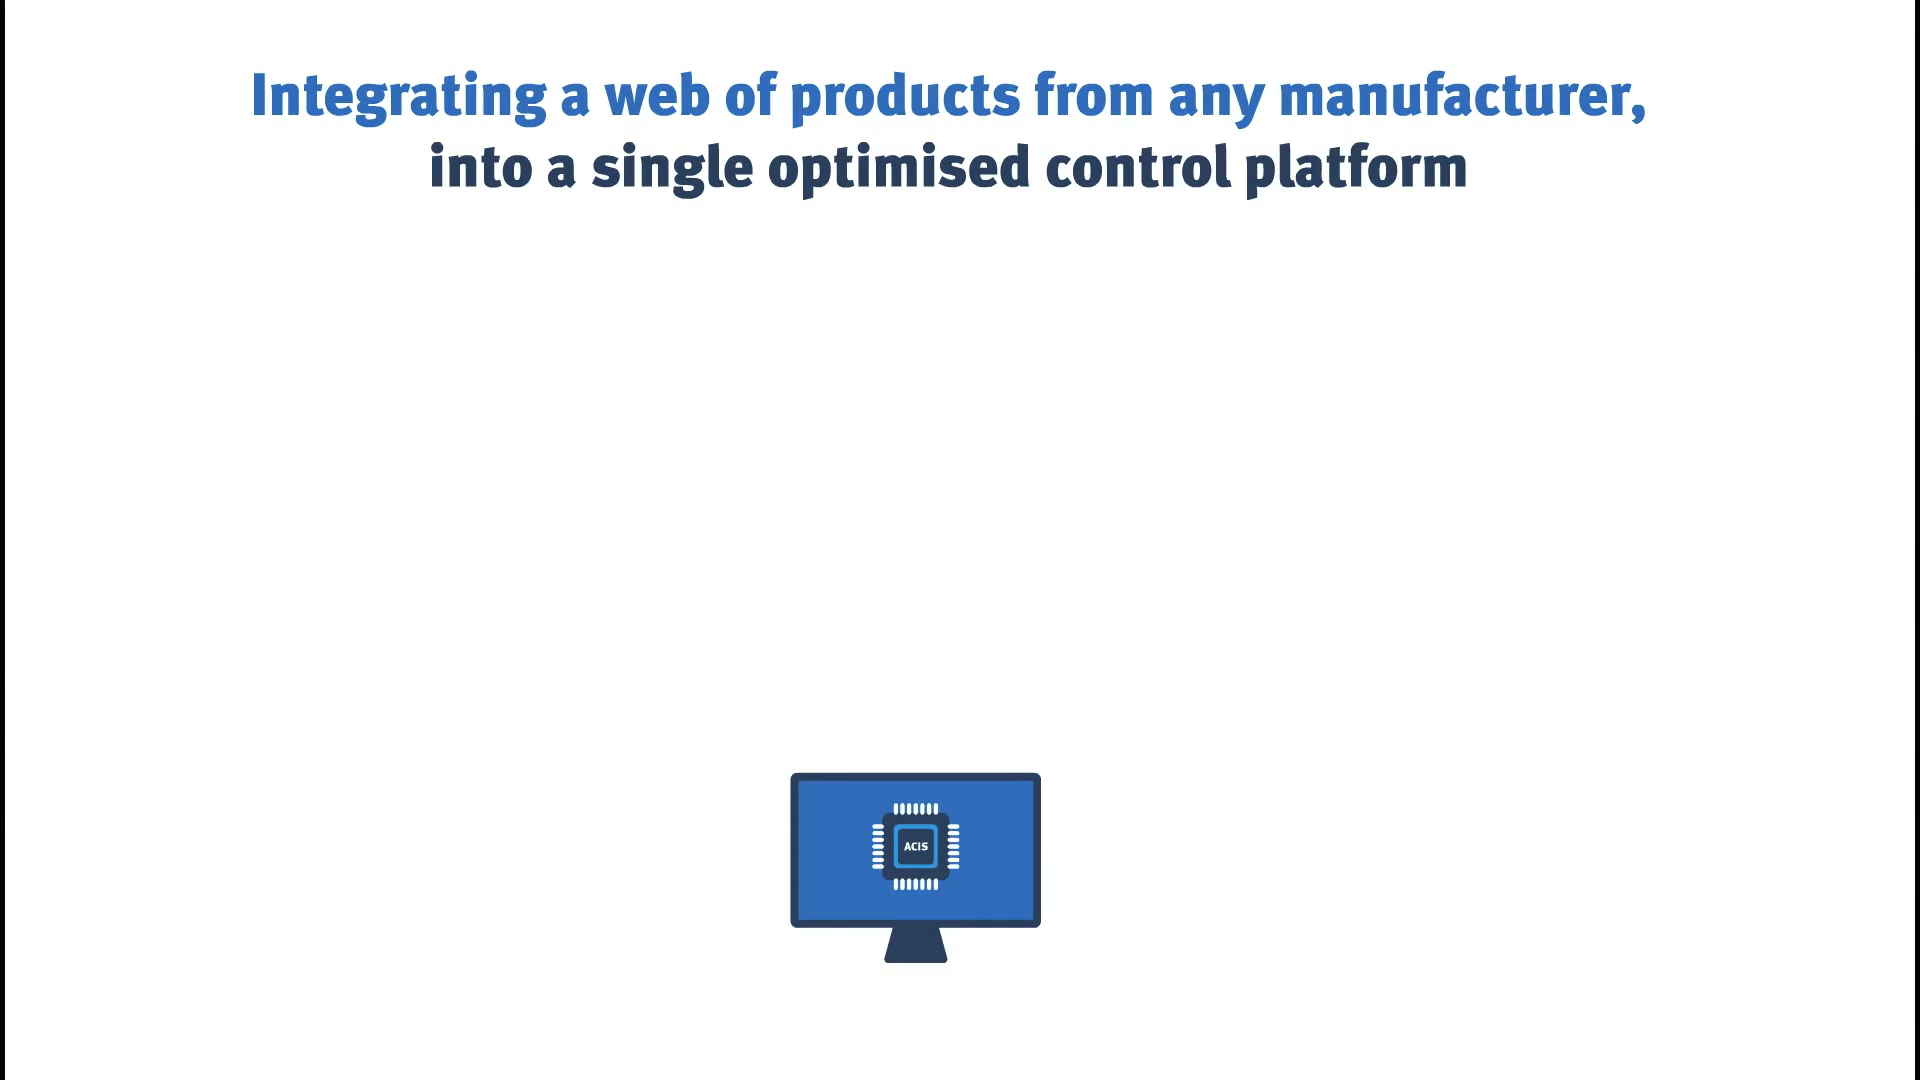 Integrating a web of products from any manufacturer,
into a single optimised control platform
ACIS